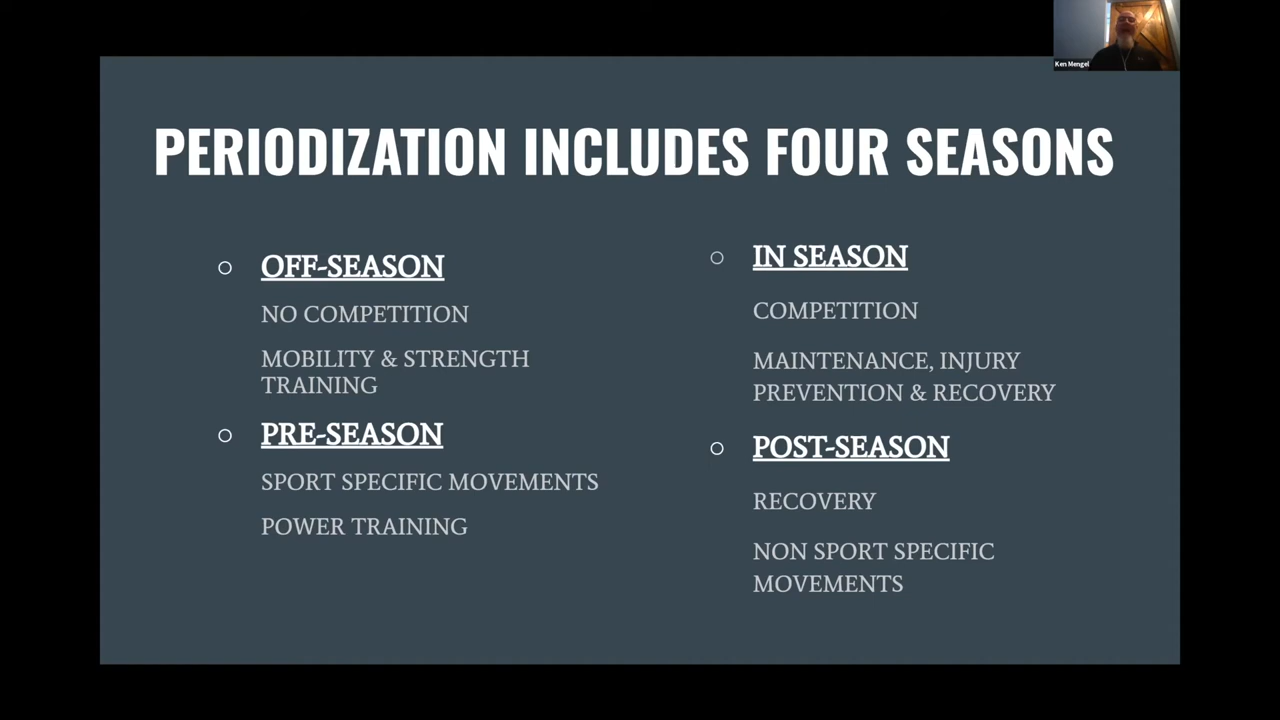 Ken Mengel
PERIODIZATION INCLUDES FOUR SEASONS
OFF-SEASON
NO COMPETITION
MOBILITY & STRENGTH
TRAINING
PRE-SEASON
SPORT SPECIFIC MOVEMENTS
POWER TRAINING
IN SEASON
COMPETITION
MAINTENANCE, INJURY
PREVENTION & RECOVERY
POST-SEASON
RECOVERY
NON SPORT SPECIFIC
MOVEMENTS